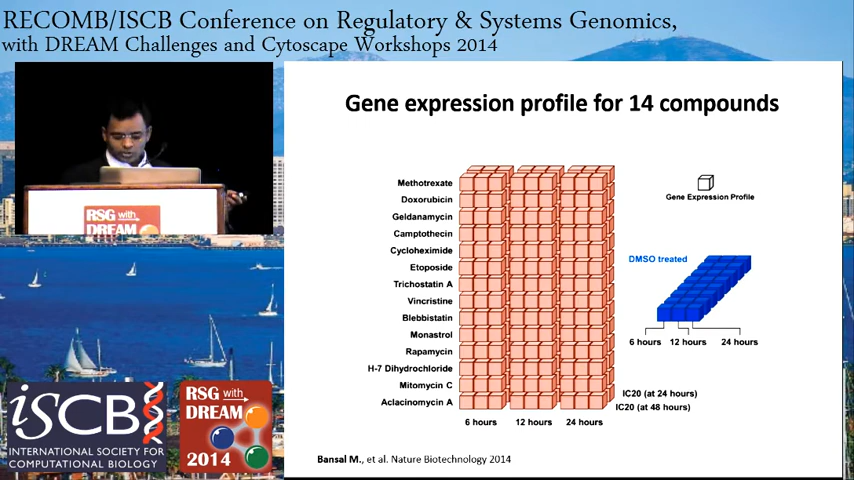 RECOMB/ISCB Conference on Regulatory & Systems Genomics,
with DREAM Challenges and Cytoscape Workshops 2014
RSG with
DREAM
Gene expression profile for 14 compounds
Methotrexate
Doxorubicin
Geldanamycin
Camptothecin
Cycloheximide
Etoposide
Trichostatin A
Vincristine
Blebbistatin
Monastrol
Rapamycin
H-7 Dihydrochloride
Mitomycin C
Aclacinomycin A
6 hours 12 hours 24 hours
Gene Expression Profile
DMSO treated
6 hours 12 hours 24 hours
IC20 (at 24 hours)
IC20 (at 48 hours)
Bansal M., et al. Nature Biotechnology 2014
iSCB
INTERNATIONAL SOCIETY FOR
COMPUTATIONAL BIOLOGY
RSG with
DREAM
2014